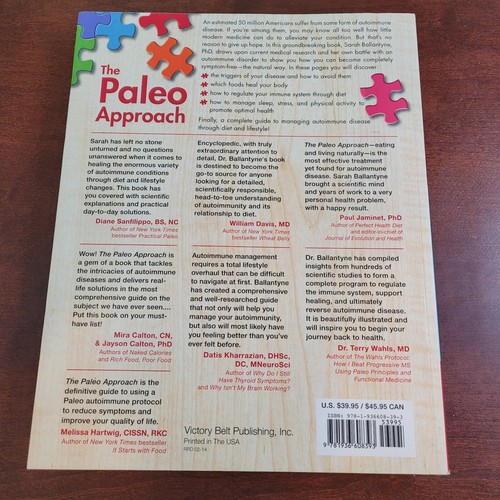 An estimated 50 million Americans suffer from some form of autoimmune
disease. If you're among them, you may know all too well how little
modern medicine can do to alleviate your condition. But that's no
reason to give up hope. In this groundbreaking book, Sarah Ballantyne,
PhD, draws upon current medical research and her own battle with an
autoimmune disorder to show you how you can become completely
symptom-free—the natural way. In these pages you will discover
the triggers of your disease and how to avoid them
which foods heal your body
how to regulate your immune system through diet
how to manage sleep, stress, and physical activity to
promote optimal health
Finally, a complete guide to managing autoimmune disease
through diet and lifestyle!
The
Paleo
Approach
Sarah has left no stone
unturned and no questions
unanswered when it comes to
healing the enormous variety
of autoimmune conditions
through diet and lifestyle
changes. This book has
you covered with scientific
explanations and practical
day-to-day solutions.
Diane Sanfilippo, BS, NC
Author of New York Times
bestseller Practical Paleo
Encyclopedic, with truly
extraordinary attention to
detail, Dr. Ballantyne's book
is destined to become the
go-to source for anyone
looking for a detailed,
scientifically responsible,
head-to-toe understanding
of autoimmunity and its
relationship to diet.
William Davis, MD
Author of New York Times
bestseller Wheat Belly
The Paleo Approach—eating
and living naturally—is the
most effective treatment
yet found for autoimmune
disease. Sarah Ballantyne
brought a scientific mind
and years of work to a very
personal health problem,
with a happy result.
Paul Jaminet, PhD
Author of Perfect Health Diet
and editor-in-chief of
Journal of Evolution and Health
Wow! The Paleo Approach is
a gem of a book that tackles
the intricacies of autoimmune
diseases and delivers real-
life solutions in the most
comprehensive guide on the
subject we have ever seen....
Put this book on your must-
have list!
Mira Calton, CN,
& Jayson Calton, PhD
Authors of Naked Calories
and Rich Food, Poor Food
Autoimmune management
requires a total lifestyle
overhaul that can be difficult
to navigate at first. Ballantyne
has created a comprehensive
and well-researched guide
that not only will help you
manage your autoimmunity,
but also will most likely have
you feeling better than you've
ever felt before.
Datis Kharrazian, DHSc,
DC, MNeuroSci
Author of Why Do I Still
Have Thyroid Symptoms?
and Why Isn't My Brain Working?
Dr. Ballantyne has compiled
insights from hundreds of
scientific studies to form a
complete program to regulate
the immune system, support
healing, and ultimately
reverse autoimmune disease.
It is beautifully illustrated and
will inspire you to begin your
journey back to health.
Dr. Terry Wahls, MD
Author of The Wahls Protocol:
How I Beat Progressive MS
Using Paleo Principles and
Functional Medicine
The Paleo Approach is the
definitive guide to using a
Paleo autoimmune protocol
to reduce symptoms and
improve your quality of life.
Melissa Hartwig, CISSN, RKC
Author of New York Times bestseller
It Starts with Food
Victory Belt Publishing, Inc.
Printed in The USA
RRD 02-14
U.S. $39.95 / $45.95 CAN
ISBN: 978-1-936608-39-3
53995
9 781936 608393